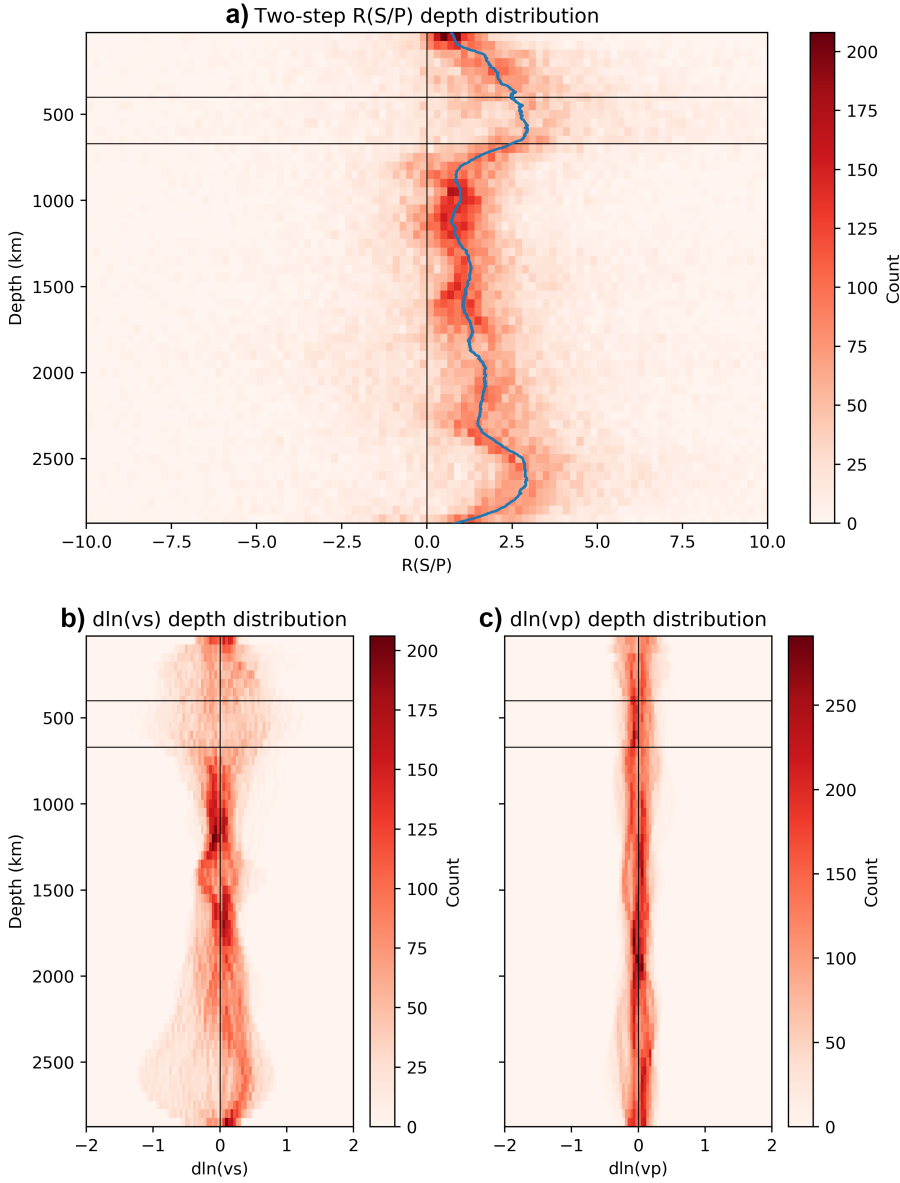 a) Two-step R(S/P) depth distribution
Depth (km)
500
1000
1500
2000
2500
−10.0 −7.5 −5.0 −2.5 0.0 2.5 5.0 7.5 10.0
R(S/P)
200
175
150
125
100
75
50
25
0
Count
b) dln(vs) depth distribution
Depth (km)
500
1000
1500
2000
2500
−2 −1 0 1 2
dln(vs)
200
175
150
125
100
75
50
25
0
Count
c) dln(vp) depth distribution
−2 −1 0 1 2
dln(vp)
250
200
150
100
50
0
Count